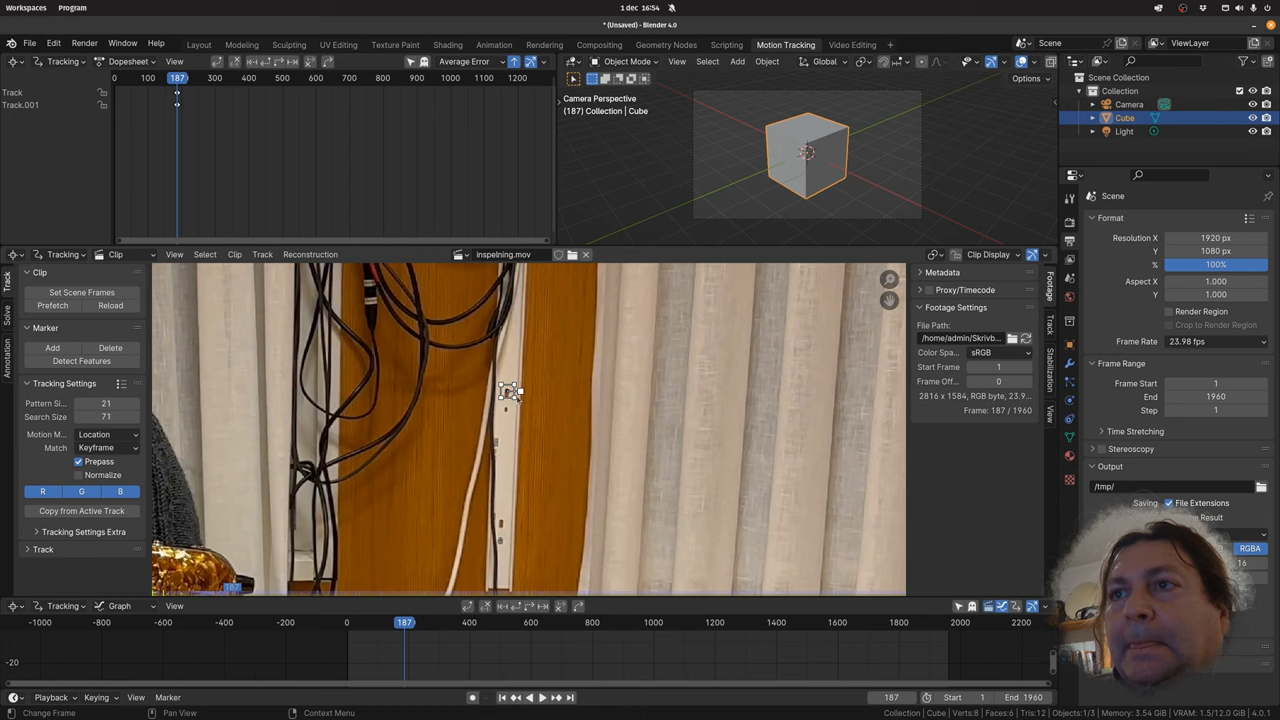 Workspaces Program 1 dec 16:54
* (Unsaved) - Blender 4.0
File Edit Render Window Help Layout Modeling Sculpting UV Editing Texture Paint Shading Animation Rendering Compositing Geometry Nodes Scripting Motion Tracking Video Editing + Scene ViewLayer
Tracking Dopesheet View Average Error Object Mode View Select Add Object Global
0 100 187 300 400 500 600 700 800 900 1000 1100 1200
Options
Track
Track.001
Camera Perspective
(187) Collection | Cube
Scene Collection
Collection
Camera
Cube
Light
Scene
Format
Resolution X 1920 px
Y 1080 px
% 100%
Aspect X 1.000
Y 1.000
Render Region
Crop to Render Region
Frame Rate 23.98 fps
Frame Range
Frame Start 1
End 1960
Step 1
Time Stretching
Stereoscopy
Output
/tmp/
Saving File Extensions
RGBA
16
Tracking Clip View Select Clip Track Reconstruction inspelning.mov Clip Display
Track
Solve
Annotation
Clip
Set Scene Frames
Prefetch Reload
Marker
Add Delete
Detect Features
Tracking Settings
Pattern Si... 21
Search Size 71
Motion M... Location
Match Keyframe
Prepass
Normalize
R G B
Copy from Active Track
Tracking Settings Extra
Track
187
Metadata
Proxy/Timecode
Footage Settings
File Path:
/home/admin/Skrivb...
Color Spa... sRGB
Start Frame 1
Frame Off... 0
2816 x 1584, RGB byte, 23.9...
Frame: 187 / 1960
Footage
Track
Stabilization
View
Tracking Graph View
-1000 -800 -600 -400 -200 0 187 400 600 800 1000 1200 1400 1600 1800 2000 2200
-20
Playback Keying View Marker 187 Start 1 End 1960
Change Frame Pan View Context Menu Collection | Cube | Verts:8 | Faces:6 | Tris:12 | Objects:1/3 | Memory: 3.54 GiB | VRAM: 1.5/12.0 GiB | 4.0.1